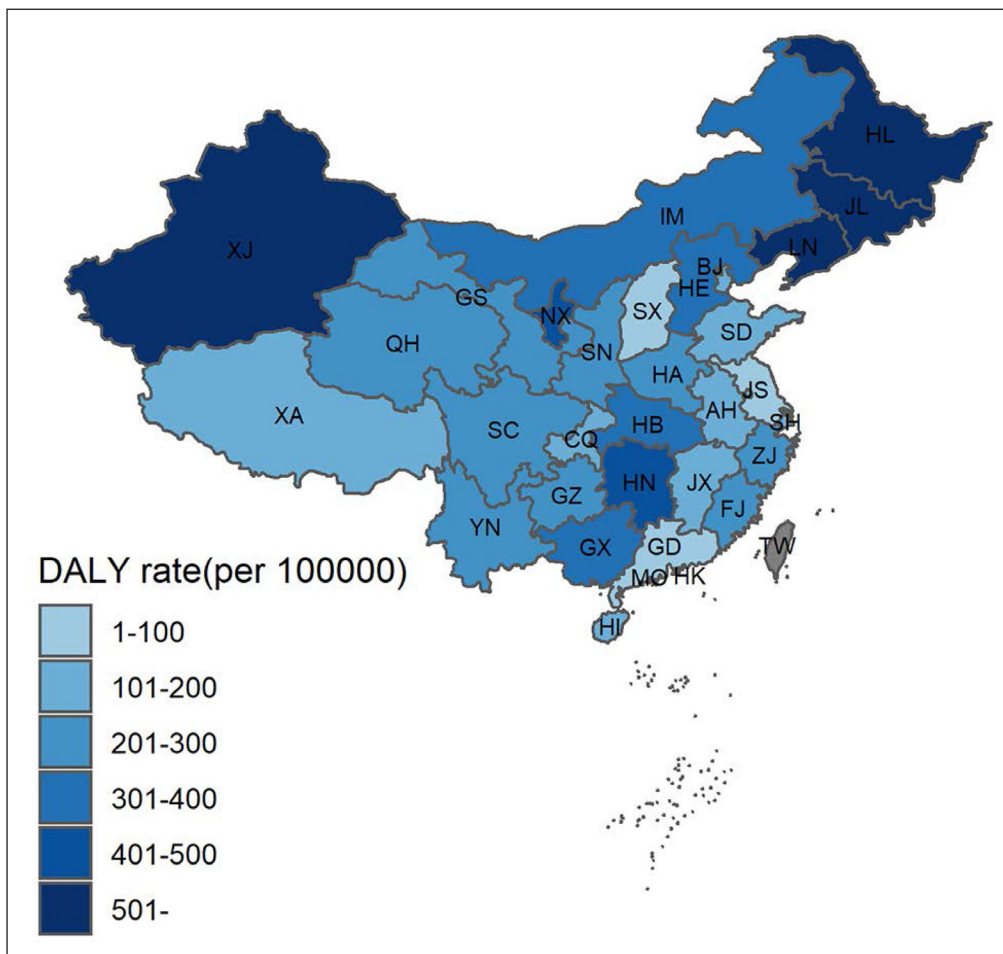 HL
JL
LN
IM
XJ
BJ
HE
GS
NX
SX
SN
SD
QH
HA
JS
XA
AH
SH
SC
CQ
HB
ZJ
HN
JX
GZ
FJ
YN
GX
GD
TW
MO
HK
HI
DALY rate(per 100000)
1-100
101-200
201-300
301-400
401-500
501-